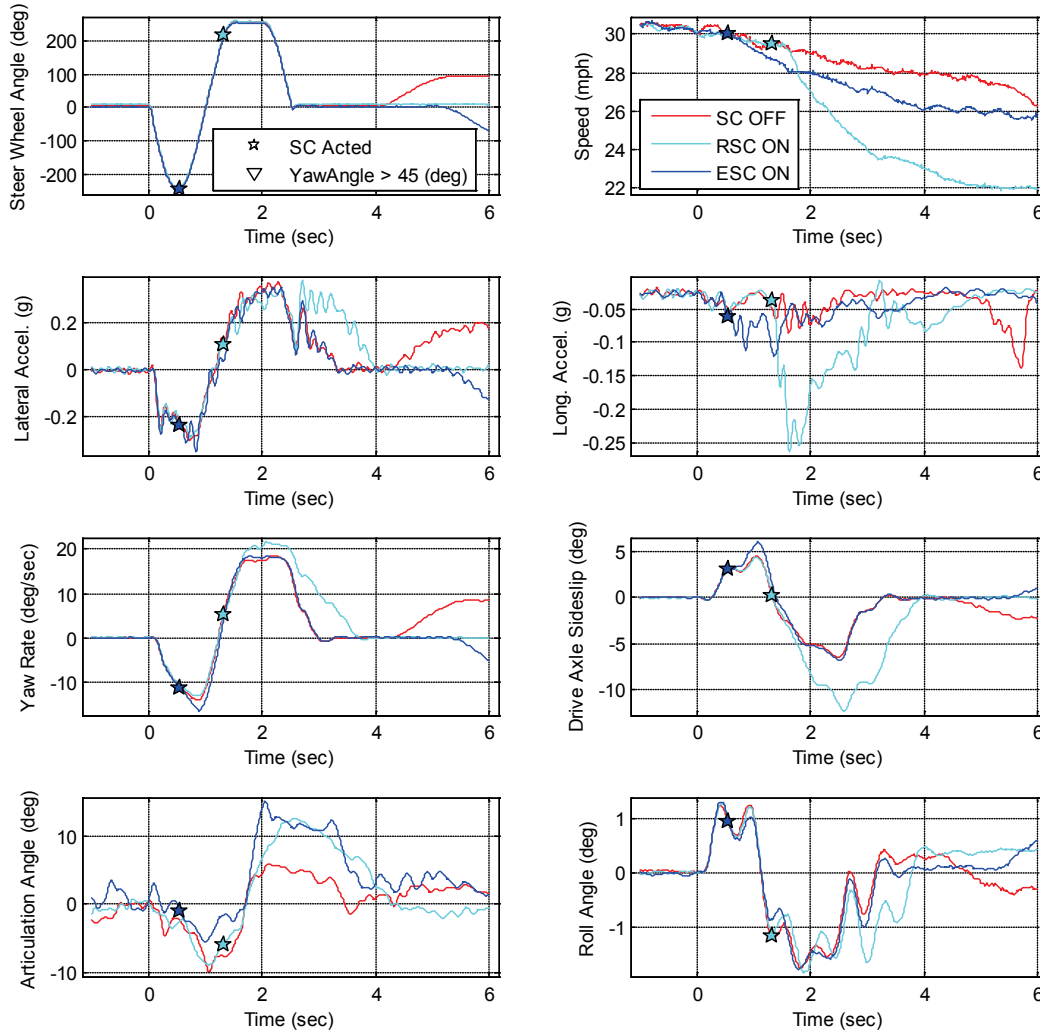 200
100
0
-100
-200
Steer Wheel Angle (deg)
SC Acted
YawAngle > 45 (deg)
0 2 4 6
Time (sec)
30
28
26
24
22
Speed (mph)
SC OFF
RSC ON
ESC ON
0 2 4 6
Time (sec)
0.2
0
-0.2
Lateral Accel. (g)
0 2 4 6
Time (sec)
-0.05
-0.1
-0.15
-0.2
-0.25
Long. Accel. (g)
0 2 4 6
Time (sec)
20
10
0
-10
Yaw Rate (deg/sec)
0 2 4 6
Time (sec)
5
0
-5
-10
Drive Axle Sideslip (deg)
0 2 4 6
Time (sec)
10
0
-10
Articulation Angle (deg)
0 2 4 6
Time (sec)
1
0
-1
Roll Angle (deg)
0 2 4 6
Time (sec)